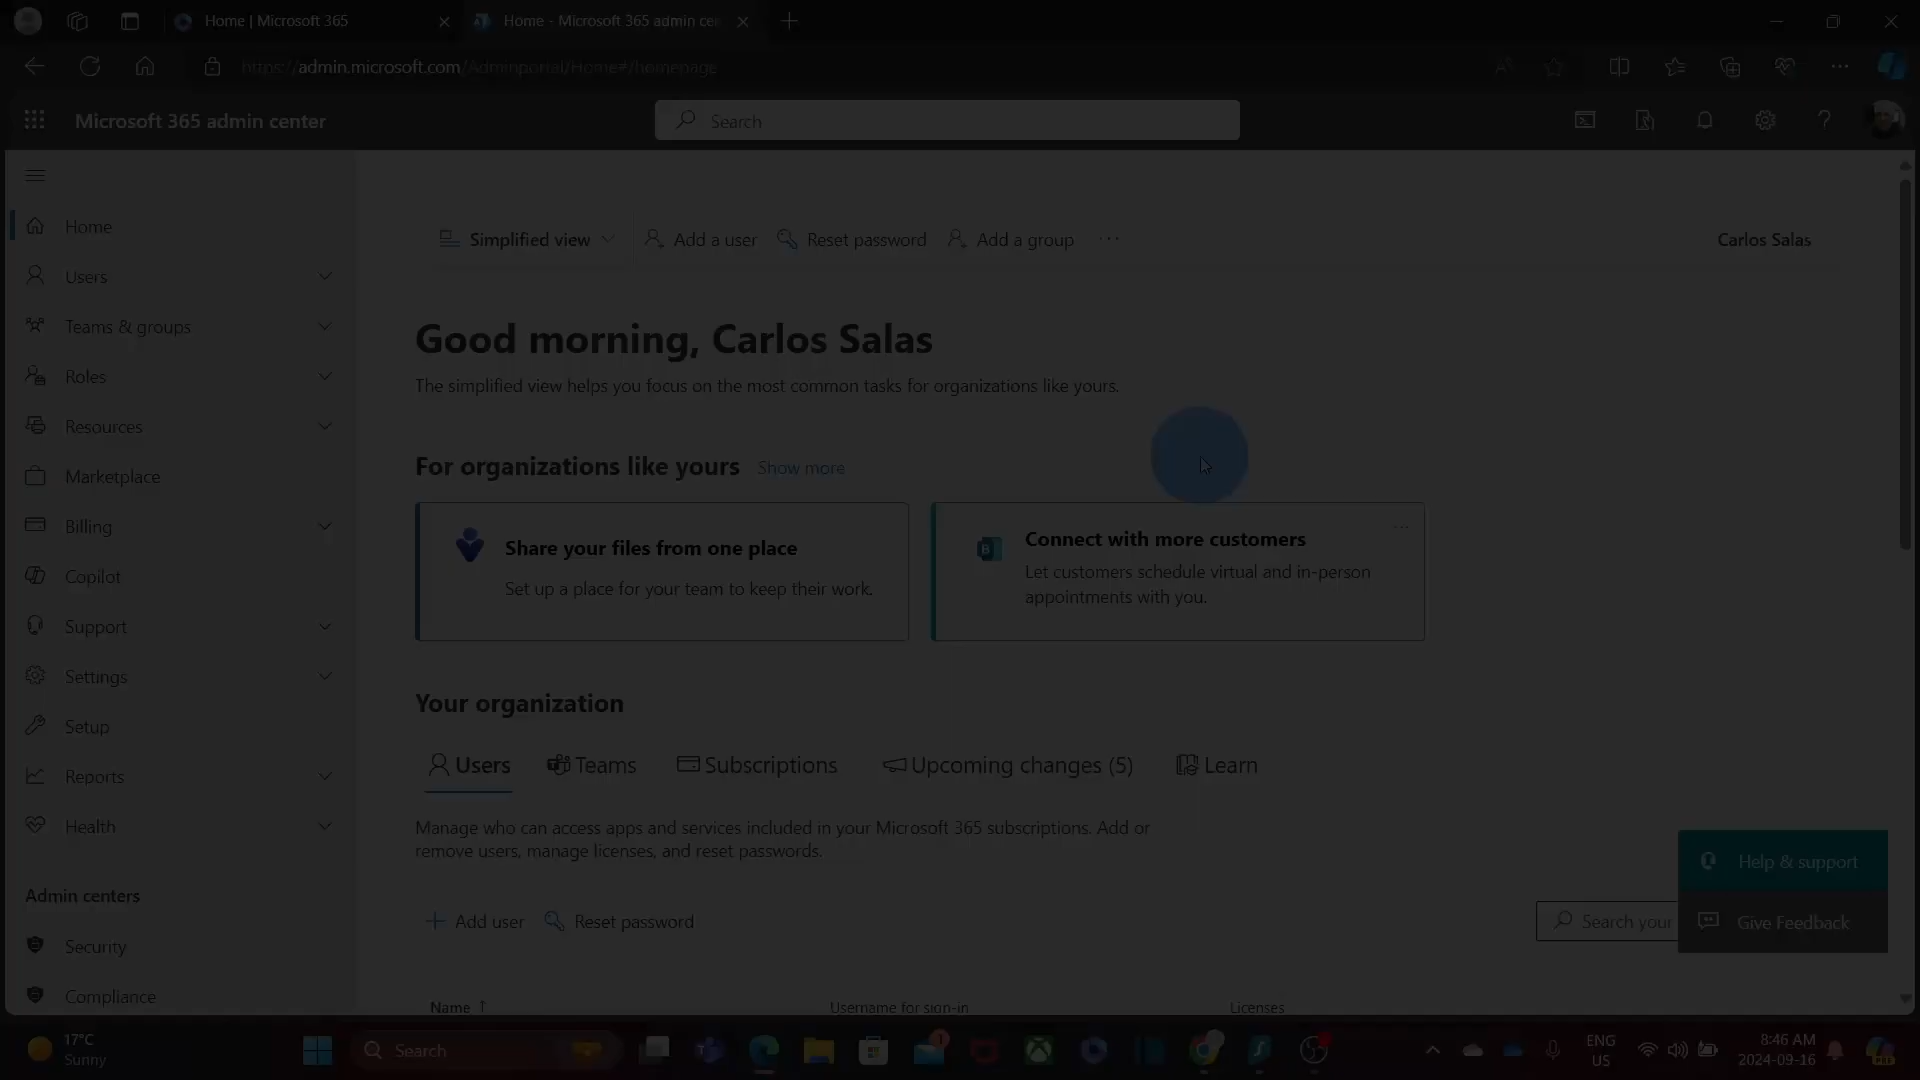 Home | Microsoft 365
Home - Microsoft 365 admin cen
https://admin.microsoft.com/Adminportal/Home#/homepage
Microsoft 365 admin center
Search
Home
Users
Teams & groups
Roles
Resources
Marketplace
Billing
Copilot
Support
Settings
Setup
Reports
Health
Admin centers
Security
Compliance
Simplified view
Add a user
Reset password
Add a group
Carlos Salas
Good morning, Carlos Salas
The simplified view helps you focus on the most common tasks for organizations like yours.
For organizations like yours Show more
Share your files from one place
Set up a place for your team to keep their work.
Connect with more customers
Let customers schedule virtual and in-person
appointments with you.
Your organization
Users
Teams
Subscriptions
Upcoming changes (5)
Learn
Manage who can access apps and services included in your Microsoft 365 subscriptions. Add or
remove users, manage licenses, and reset passwords.
Add user
Reset password
Search your
Help & support
Give Feedback
Name ↑
Username for sign-in
Licenses
17°C
Sunny
Search
ENG
US
8:46 AM
2024-09-16